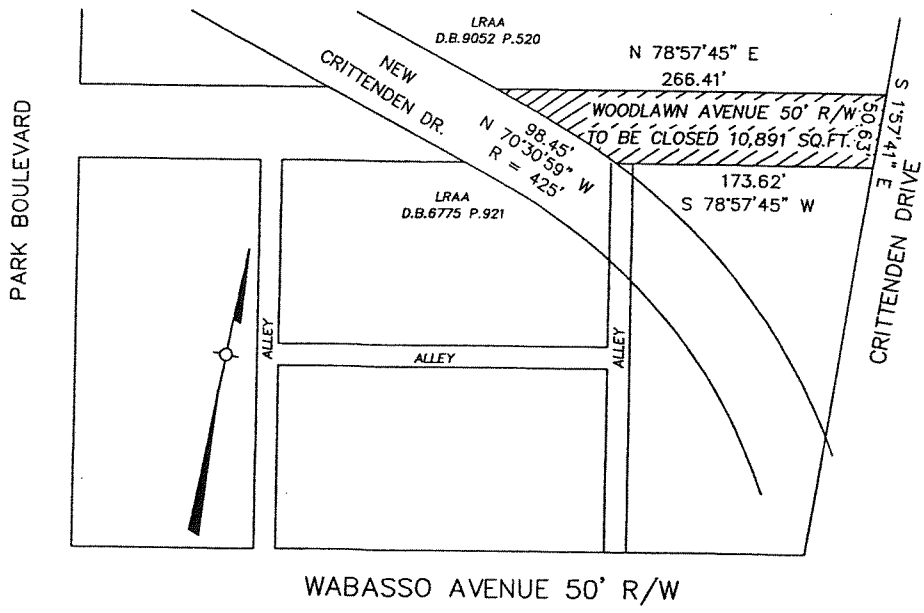 LRAA
D.B.9052 P.520
N 78°57'45" E
266.41'
NEW
CRITTENDEN DR.
98.45'
N 70°30'59" W
R = 425'
WOODLAWN AVENUE 50' R/W
TO BE CLOSED 10,891 SQ.FT.
S 1°57'41" E
50.63'
173.62'
S 78°57'45" W
LRAA
D.B.6775 P.921
PARK BOULEVARD
CRITTENDEN DRIVE
ALLEY
ALLEY
ALLEY
WABASSO AVENUE 50' R/W